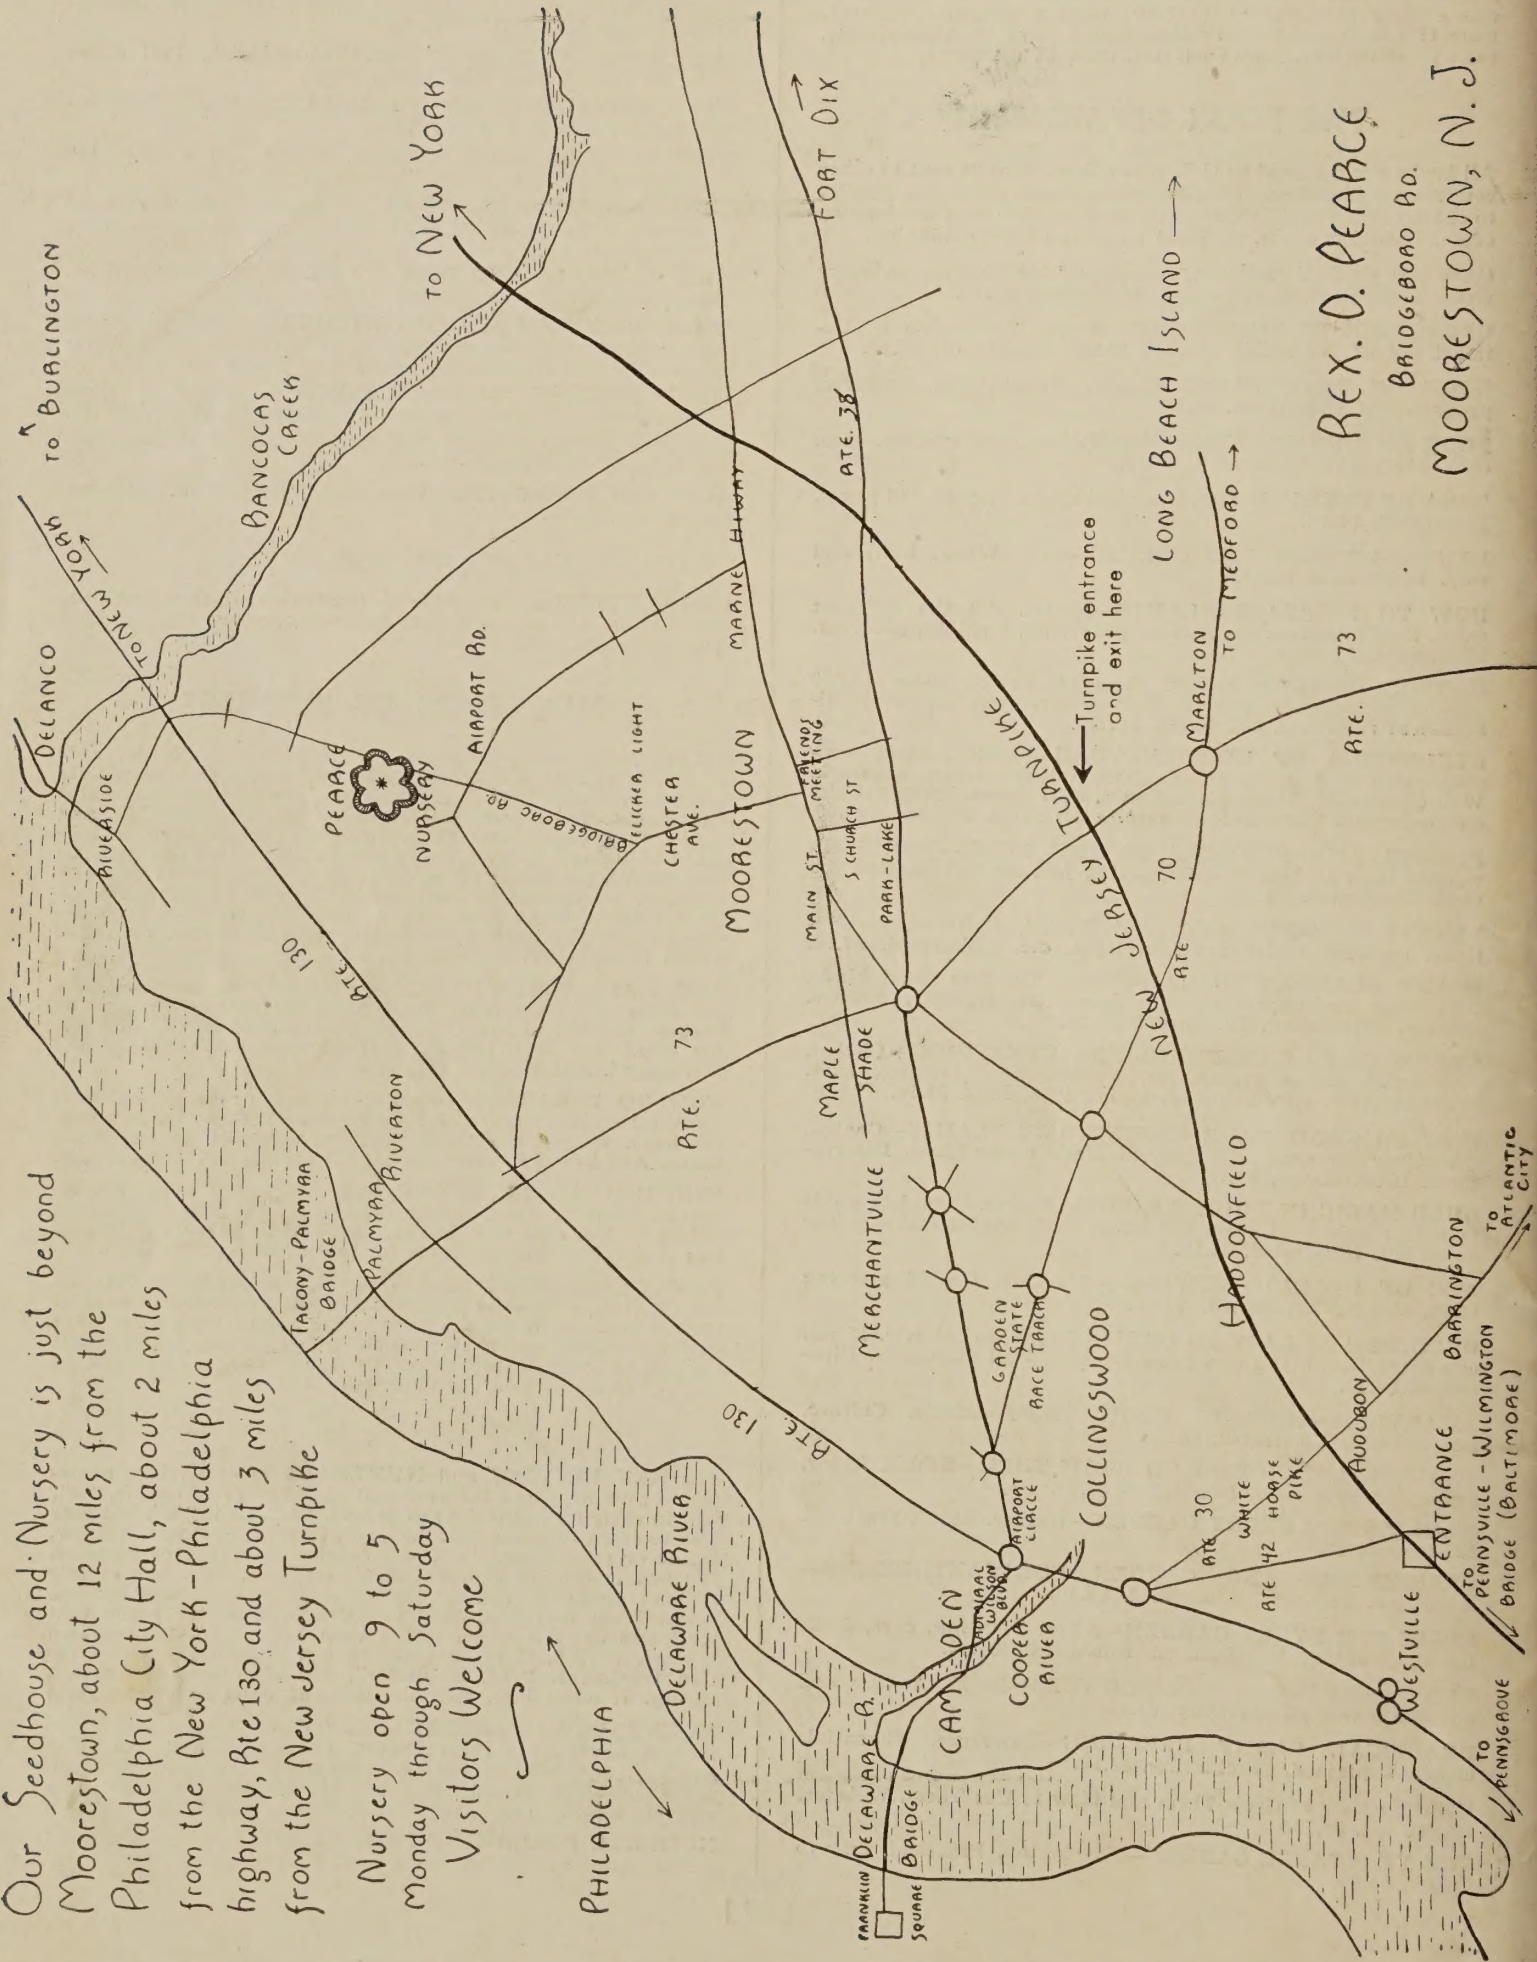 Our Seedhouse and Nursery is just beyond
Moorestown, about 12 miles from the
Philadelphia City Hall, about 2 miles
from the New York-Philadelphia
highway, Rte 130, and about 3 miles
from the New Jersey Turnpike
Nursery open 9 to 5
Monday through Saturday
Visitors Welcome
PHILADELPHIA
TO BURLINGTON
TO NEW YORK
DELANCO
RIVERSIDE
RANCOCAS
CREEK
TO NEW YORK
RTE. 130
PEARCE
NURSERY
AIRPORT RD.
BRIDGEBORO RD.
FLICKER LIGHT
CHESTER
AVE.
TACONY-PALMYRA
BRIDGE
PALMYRA
RIVERTON
RTE. 73
MOORESTOWN
MARNE HIWAY
FRIENDS
MEETING
MAIN ST.
S CHURCH ST
PARK-LAKE
RTE. 38
FORT DIX
MAPLE
SHADE
MERCHANTVILLE
RTE. 130
DELAWARE RIVER
GARDEN
STATE
RACE TRACK
COLLINGSWOOD
AIRPORT
CIRCLE
ADMIRAL
WILSON
BLVD
CAMDEN
COOPER
RIVER
DELAWARE R.
BRIDGE
FRANKLIN
SQUARE
NEW JERSEY TURNPIKE
Turnpike entrance
and exit here
LONG BEACH ISLAND
MARLTON
TO MEDFORD
RTE 70
RTE. 73
HADDONFIELD
BARRINGTON
TO
ATLANTIC
CITY
AUDUBON
RTE 30
WHITE
HORSE
PIKE
RTE 42
ENTRANCE
TO
PENNSVILLE-WILMINGTON
BRIDGE (BALTIMORE)
WESTVILLE
TO
PENNSGROVE
REX. D. PEARCE
BRIDGEBORO RD.
MOORESTOWN, N.J.